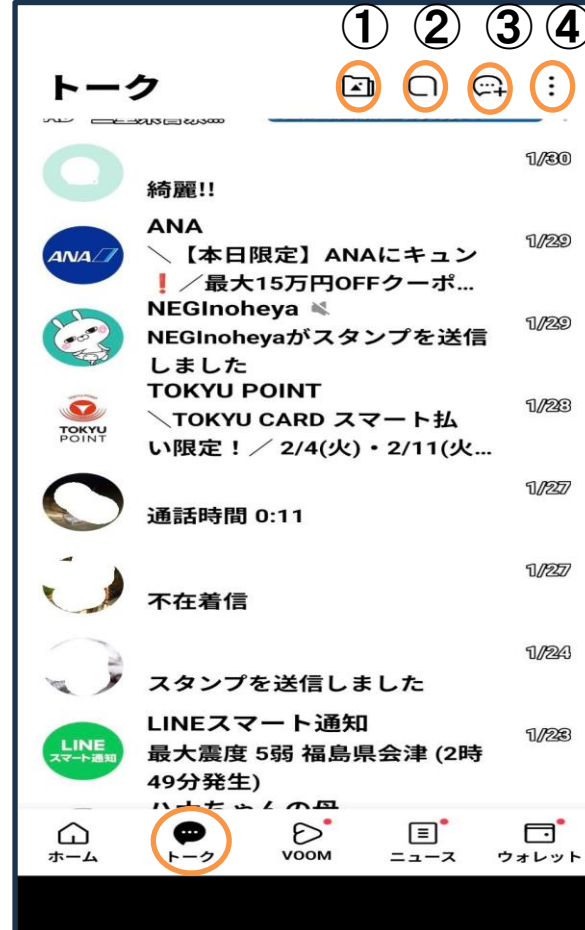 ① ② ③ ④
トーク
1/30
綺麗!!
ANA
1/29
ANA
＼【本日限定】ANAにキュン
❗／最大15万円OFFクーポ...
NEGInoheya
1/29
NEGInoheyaがスタンプを送信
しました
TOKYU POINT
1/28
TOKYU
POINT
＼TOKYU CARD スマート払
い限定！／ 2/4(火)・2/11(火...
1/27
通話時間 0:11
1/27
不在着信
1/24
スタンプを送信しました
LINEスマート通知
1/23
LINE
スマート通知
最大震度 5弱 福島県会津 (2時
49分発生)
ホーム トーク VOOM ニュース ウォレット